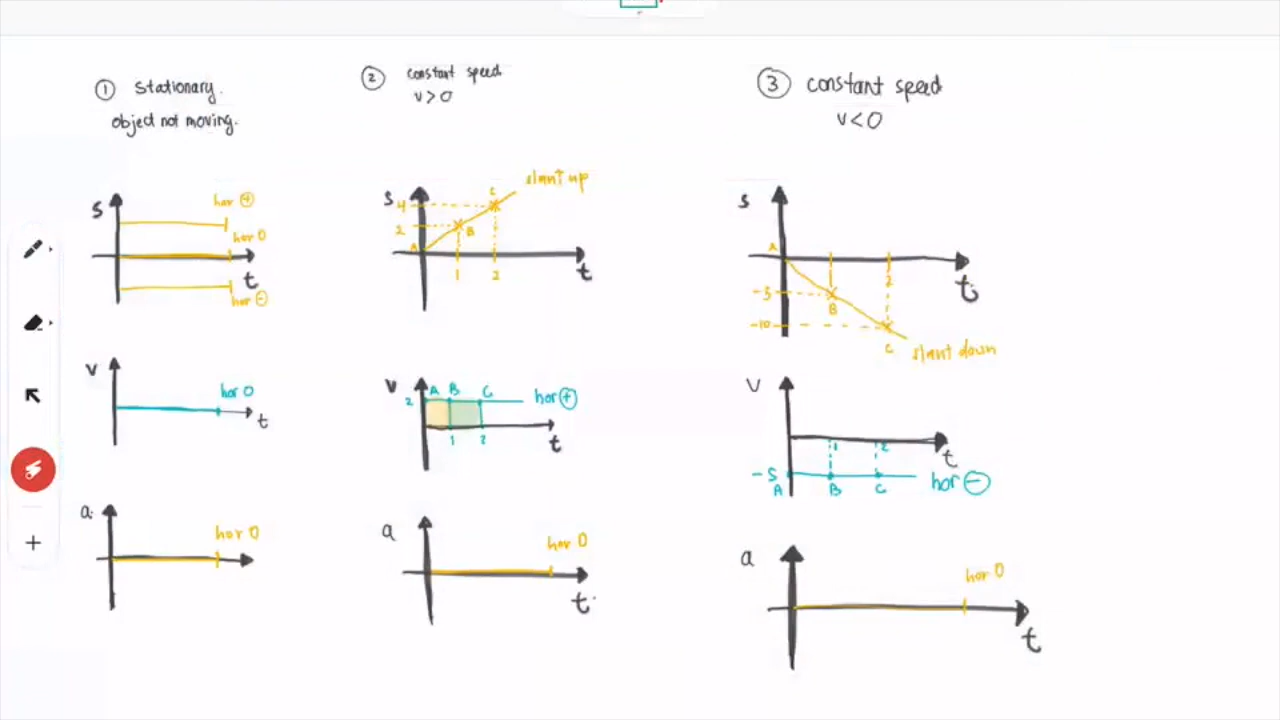 ① Stationary.
object not moving.
② constant speed
v>0
③ constant speed
v<0
s
hor ⊕
hor 0
t
hor ⊖
s
4
2
A
B
C
slant up
1
2
t
s
A
-5
-10
2
B
C
slant down
t
v
hor 0
t
v
2
A
B
C
hor ⊕
1
2
t
v
1
2
t
-5
A
B
C
hor ⊖
a
hor 0
a
hor 0
t
a
hor 0
t